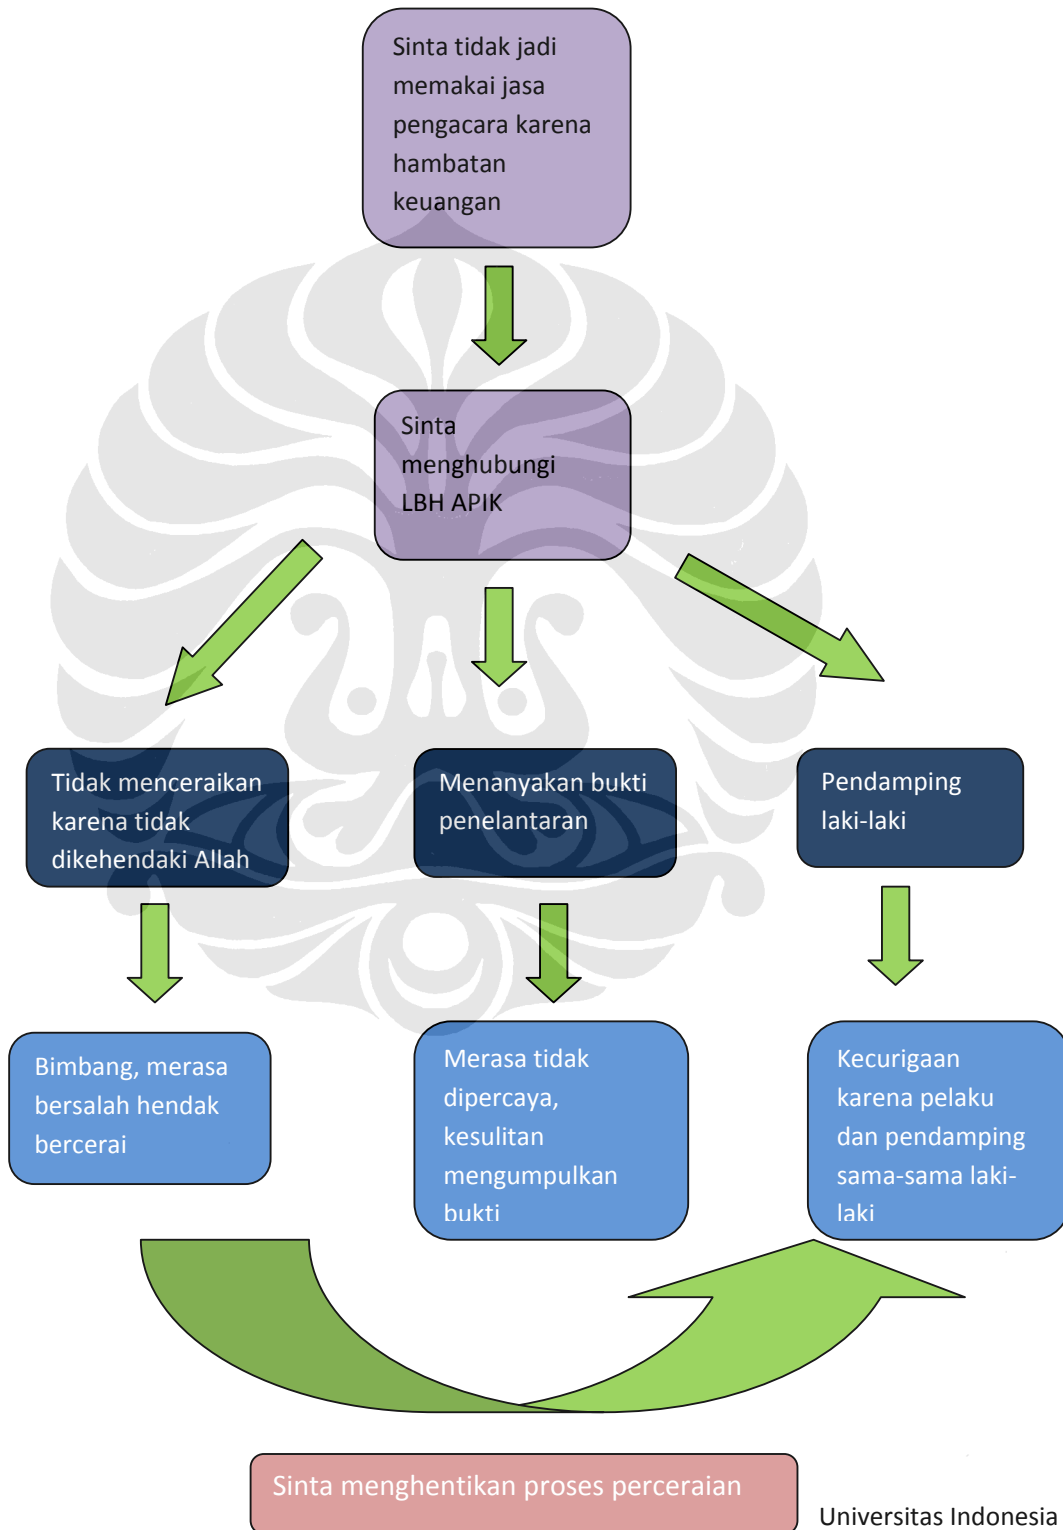 Sinta tidak jadi
memakai jasa
pengacara karena
hambatan
keuangan
Sinta
menghubungi
LBH APIK
Tidak menceraikan
karena tidak
dikehendaki Allah
Menanyakan bukti
penelantaran
Pendamping
laki-laki
Bimbang, merasa
bersalah hendak
bercerai
Merasa tidak
dipercaya,
kesulitan
mengumpulkan
bukti
Kecurigaan
karena pelaku
dan pendamping
sama-sama laki-
laki
Sinta menghentikan proses perceraian
Universitas Indonesia